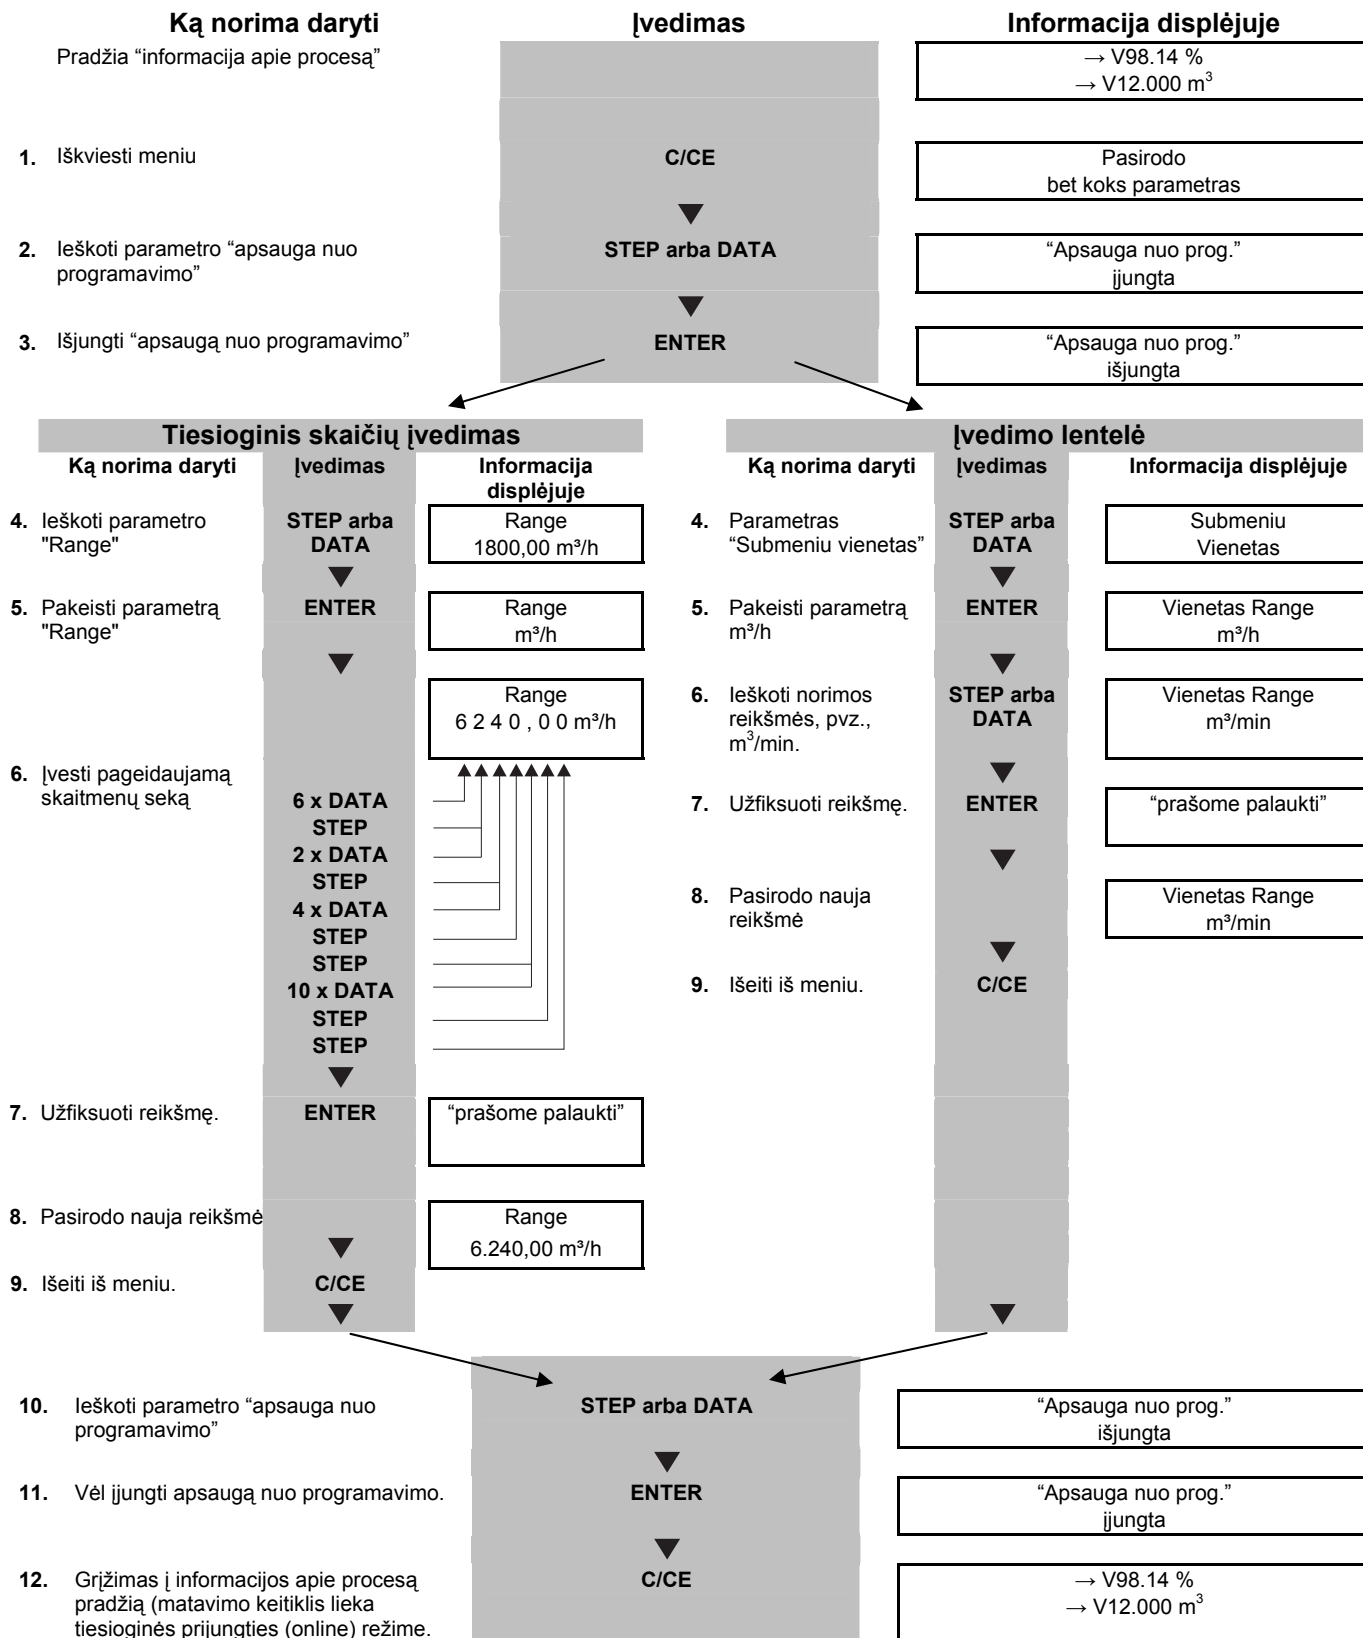 Ką norima daryti Įvedimas Informacija displėjuje
Pradžia “informacija apie procesą”
→ V98.14 %
→ V12.000 m³
1. Iškviesti meniu
C/CE
Pasirodo
bet koks parametras
2. Ieškoti parametro “apsauga nuo
programavimo”
STEP arba DATA
“Apsauga nuo prog.”
įjungta
3. Išjungti “apsaugą nuo programavimo”
ENTER
“Apsauga nuo prog.”
išjungta
Tiesioginis skaičių įvedimas
Ką norima daryti Įvedimas Informacija
displėjuje
4. Ieškoti parametro
"Range"
STEP arba
DATA
Range
1800,00 m³/h
5. Pakeisti parametrą
"Range"
ENTER
Range
m³/h
Range
6 2 4 0 , 0 0 m³/h
6. Įvesti pageidaujamą
skaitmenų seką
6 x DATA
STEP
2 x DATA
STEP
4 x DATA
STEP
STEP
10 x DATA
STEP
STEP
7. Užfiksuoti reikšmę.
ENTER
“prašome palaukti”
8. Pasirodo nauja reikšmė
Range
6.240,00 m³/h
9. Išeiti iš meniu.
C/CE
Įvedimo lentelė
Ką norima daryti Įvedimas Informacija displėjuje
4. Parametras
“Submeniu vienetas”
STEP arba
DATA
Submeniu
Vienetas
5. Pakeisti parametrą
m³/h
ENTER
Vienetas Range
m³/h
6. Ieškoti norimos
reikšmės, pvz.,
m³/min.
STEP arba
DATA
Vienetas Range
m³/min
7. Užfiksuoti reikšmę.
ENTER
“prašome palaukti”
8. Pasirodo nauja
reikšmė
Vienetas Range
m³/min
9. Išeiti iš meniu.
C/CE
10. Ieškoti parametro “apsauga nuo
programavimo”
STEP arba DATA
“Apsauga nuo prog.”
išjungta
11. Vėl įjungti apsaugą nuo programavimo.
ENTER
“Apsauga nuo prog.”
įjungta
12. Grįžimas į informacijos apie procesą
pradžią (matavimo keitiklis lieka
tiesioginės prijungties (online) režime.
C/CE
→ V98.14 %
→ V12.000 m³